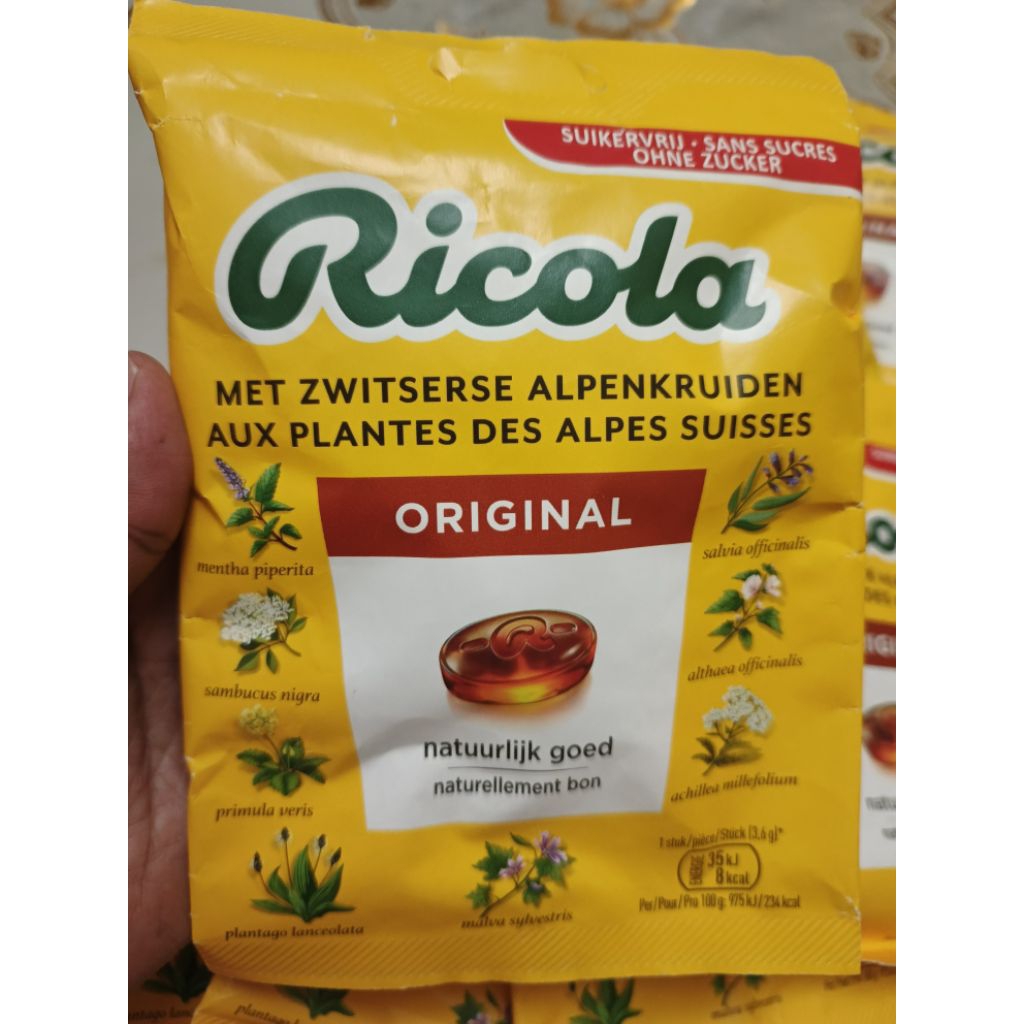 SUIKERVRIJ · SANS SUCRES
OHNE ZUCKER
Ricola
MET ZWITSERSE ALPENKRUIDEN
AUX PLANTES DES ALPES SUISSES
ORIGINAL
mentha piperita
salvia officinalis
sambucus nigra
althaea officinalis
natuurlijk goed
naturellement bon
primula veris
achillea millefolium
1 stuk/pièce/Stück (3,6 g)*
ENERGIE
35 kJ
8 kcal
Per/Pour/Pro 100 g: 975 kJ/234 kcal
plantago lanceolata
malva sylvestris